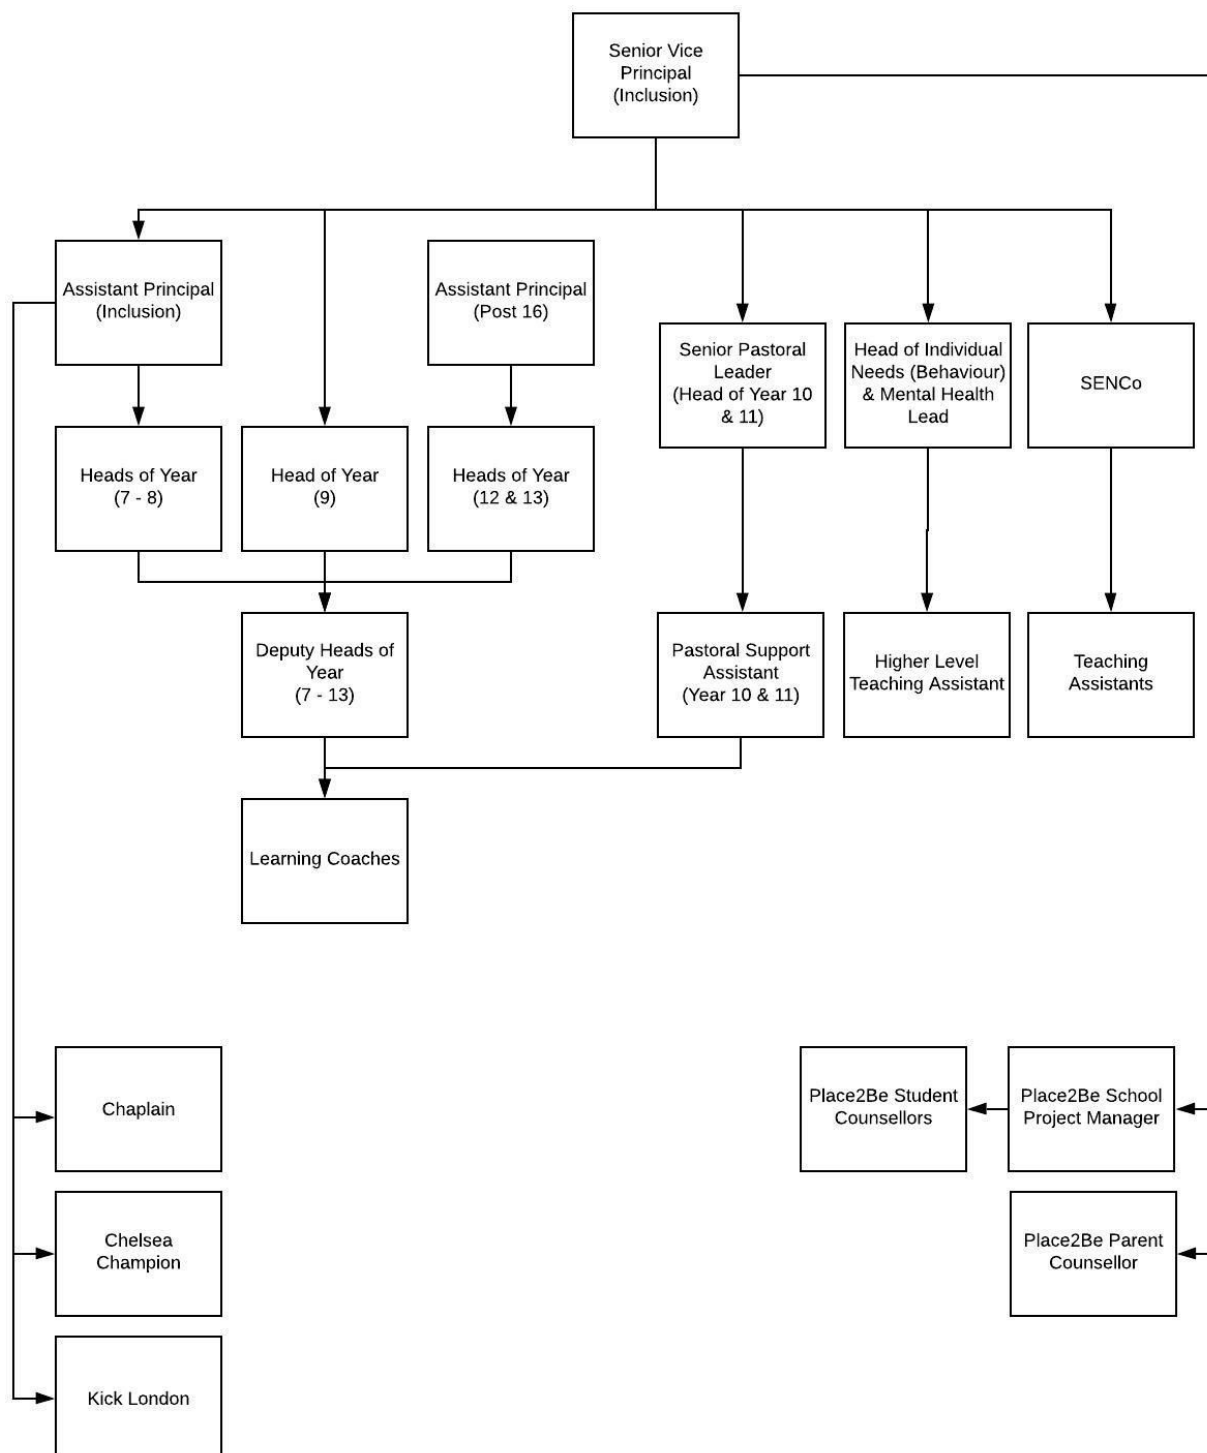 Senior Vice
Principal
(Inclusion)
Assistant Principal
(Inclusion)
Assistant Principal
(Post 16)
Senior Pastoral
Leader
(Head of Year 10
& 11)
Head of Individual
Needs (Behaviour)
& Mental Health
Lead
SENCo
Heads of Year
(7 - 8)
Head of Year
(9)
Heads of Year
(12 & 13)
Deputy Heads of
Year
(7 - 13)
Pastoral Support
Assistant
(Year 10 & 11)
Higher Level
Teaching Assistant
Teaching
Assistants
Learning Coaches
Chaplain
Place2Be Student
Counsellors
Place2Be School
Project Manager
Chelsea
Champion
Place2Be Parent
Counsellor
Kick London